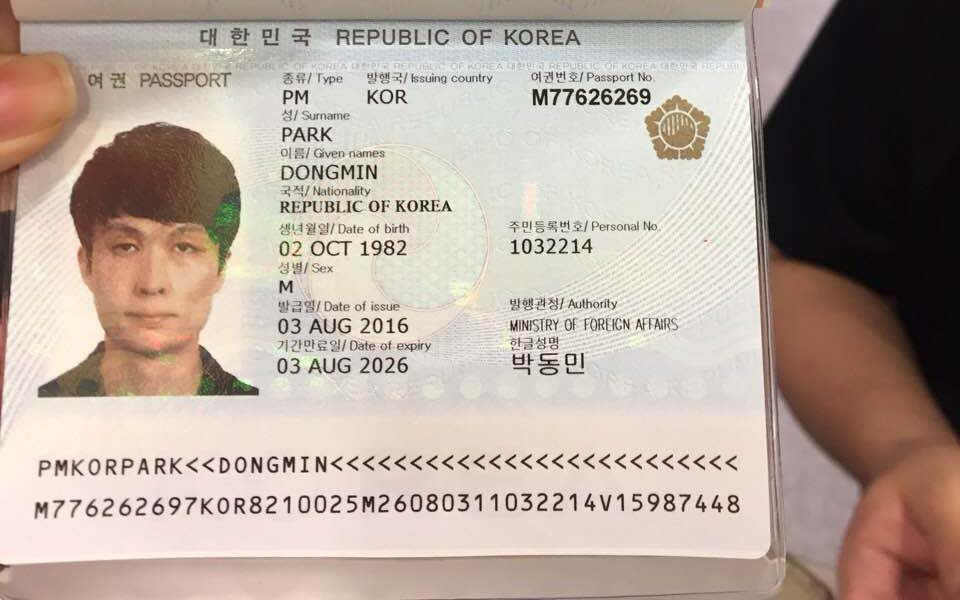 대한민국 REPUBLIC OF KOREA
여권 PASSPORT
종류/ Type 발행국/ Issuing country 여권번호/ Passport No.
PM KOR M77626269
성/ Surname
PARK
이름/ Given names
DONGMIN
국적/ Nationality
REPUBLIC OF KOREA
생년월일/ Date of birth 주민등록번호/ Personal No.
02 OCT 1982 1032214
성별/ Sex
M
발급일/ Date of issue 발행관청/ Authority
03 AUG 2016 MINISTRY OF FOREIGN AFFAIRS
기간만료일/ Date of expiry 한글성명
03 AUG 2026 박동민
PMKORPARK<<DONGMIN<<<<<<<<<<<<<<<<<<<<<<<<<<<
M776262697KOR8210025M26080311032214V15987448